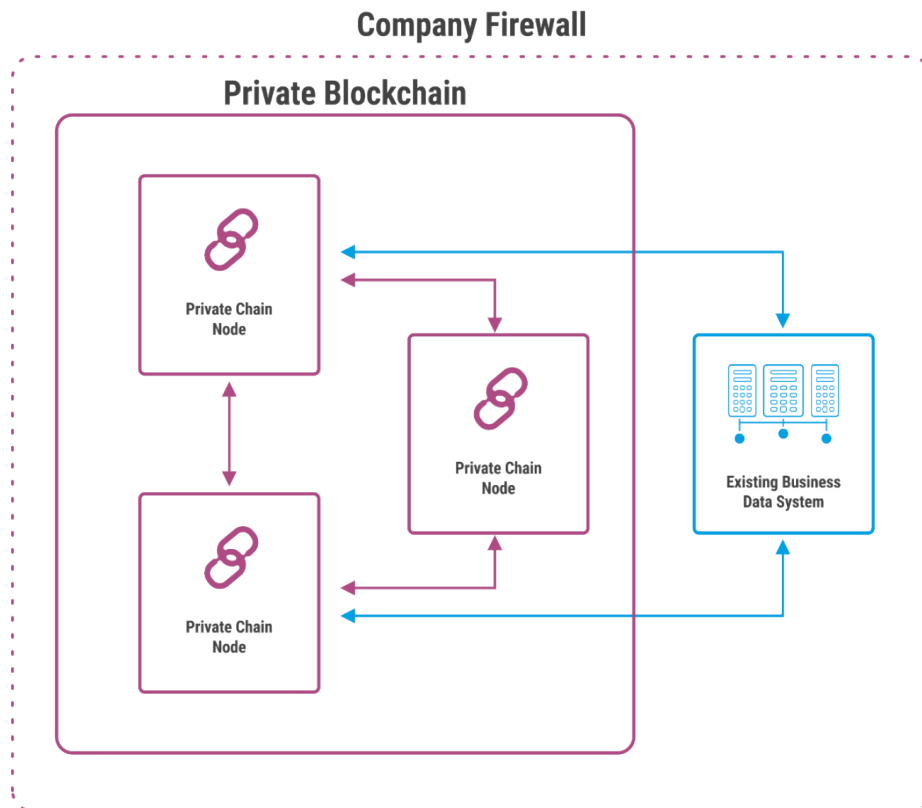 Company Firewall
Private Blockchain
Private Chain
Node
Private Chain
Node
Existing Business
Data System
Private Chain
Node